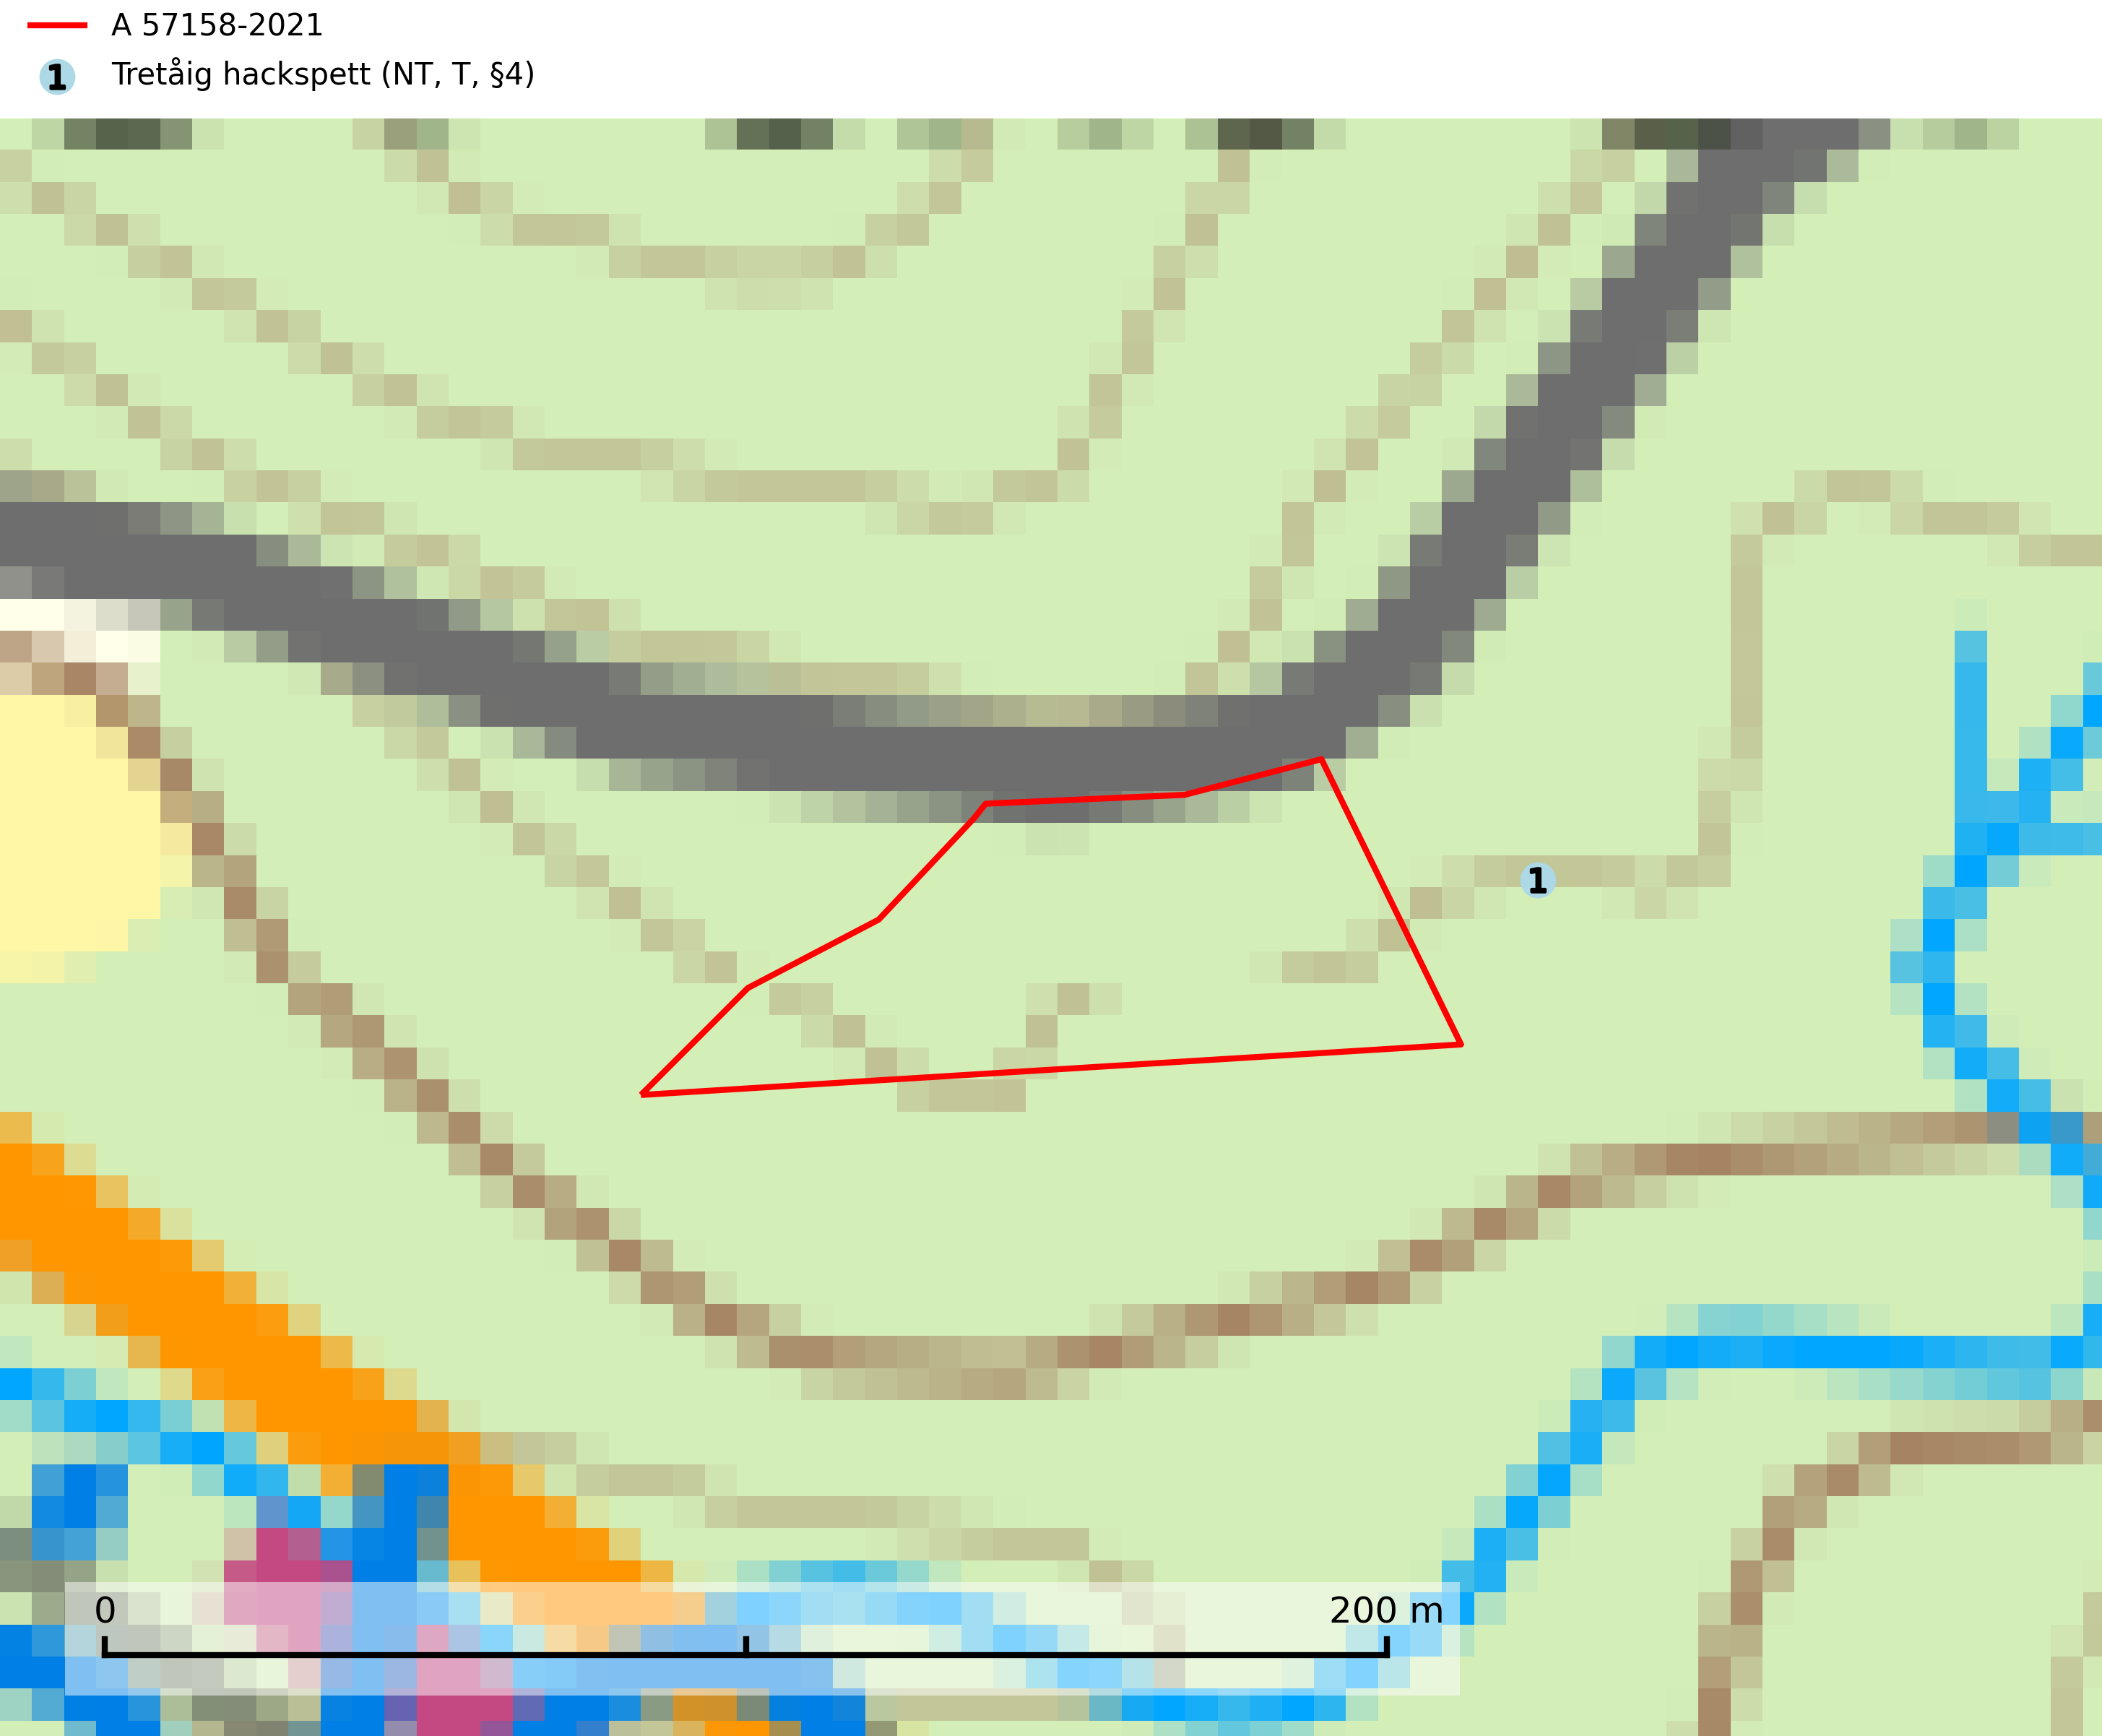 A 57158-2021
1 Tretåig hackspett (NT, T, §4)
1
0 200 m